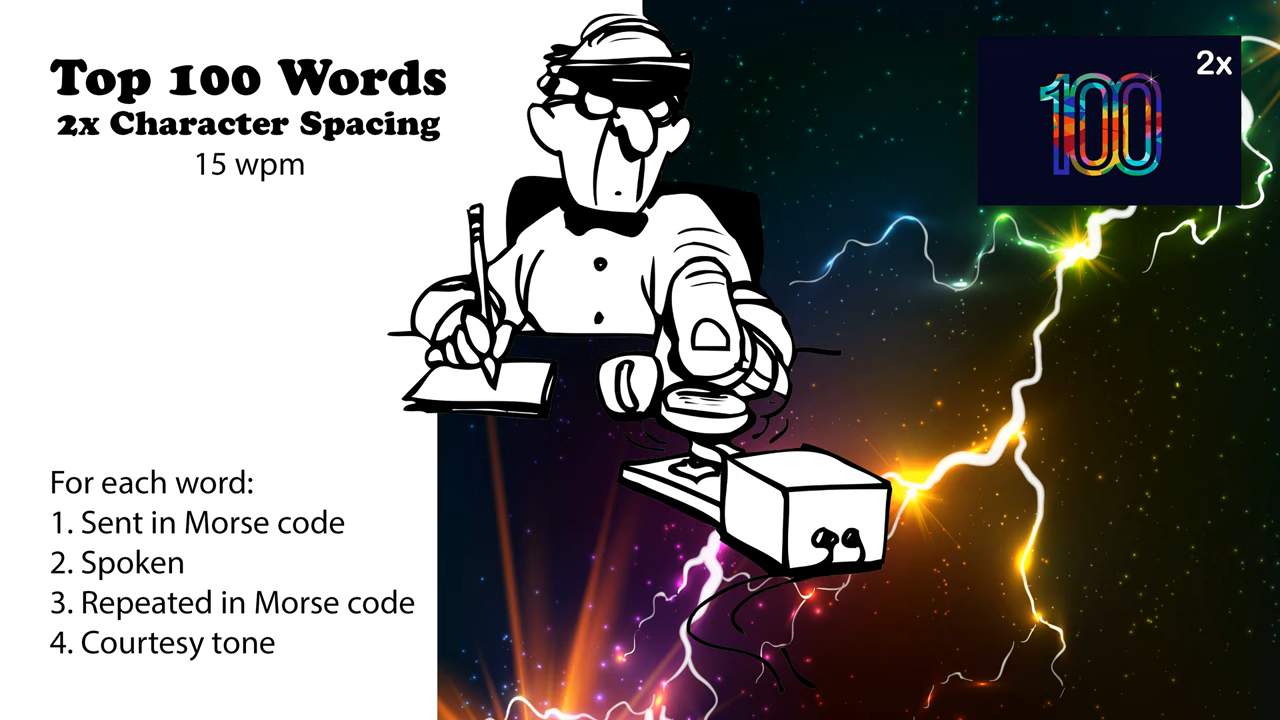 Top 100 Words
2x Character Spacing
15 wpm
2x
100
For each word:
1. Sent in Morse code
2. Spoken
3. Repeated in Morse code
4. Courtesy tone